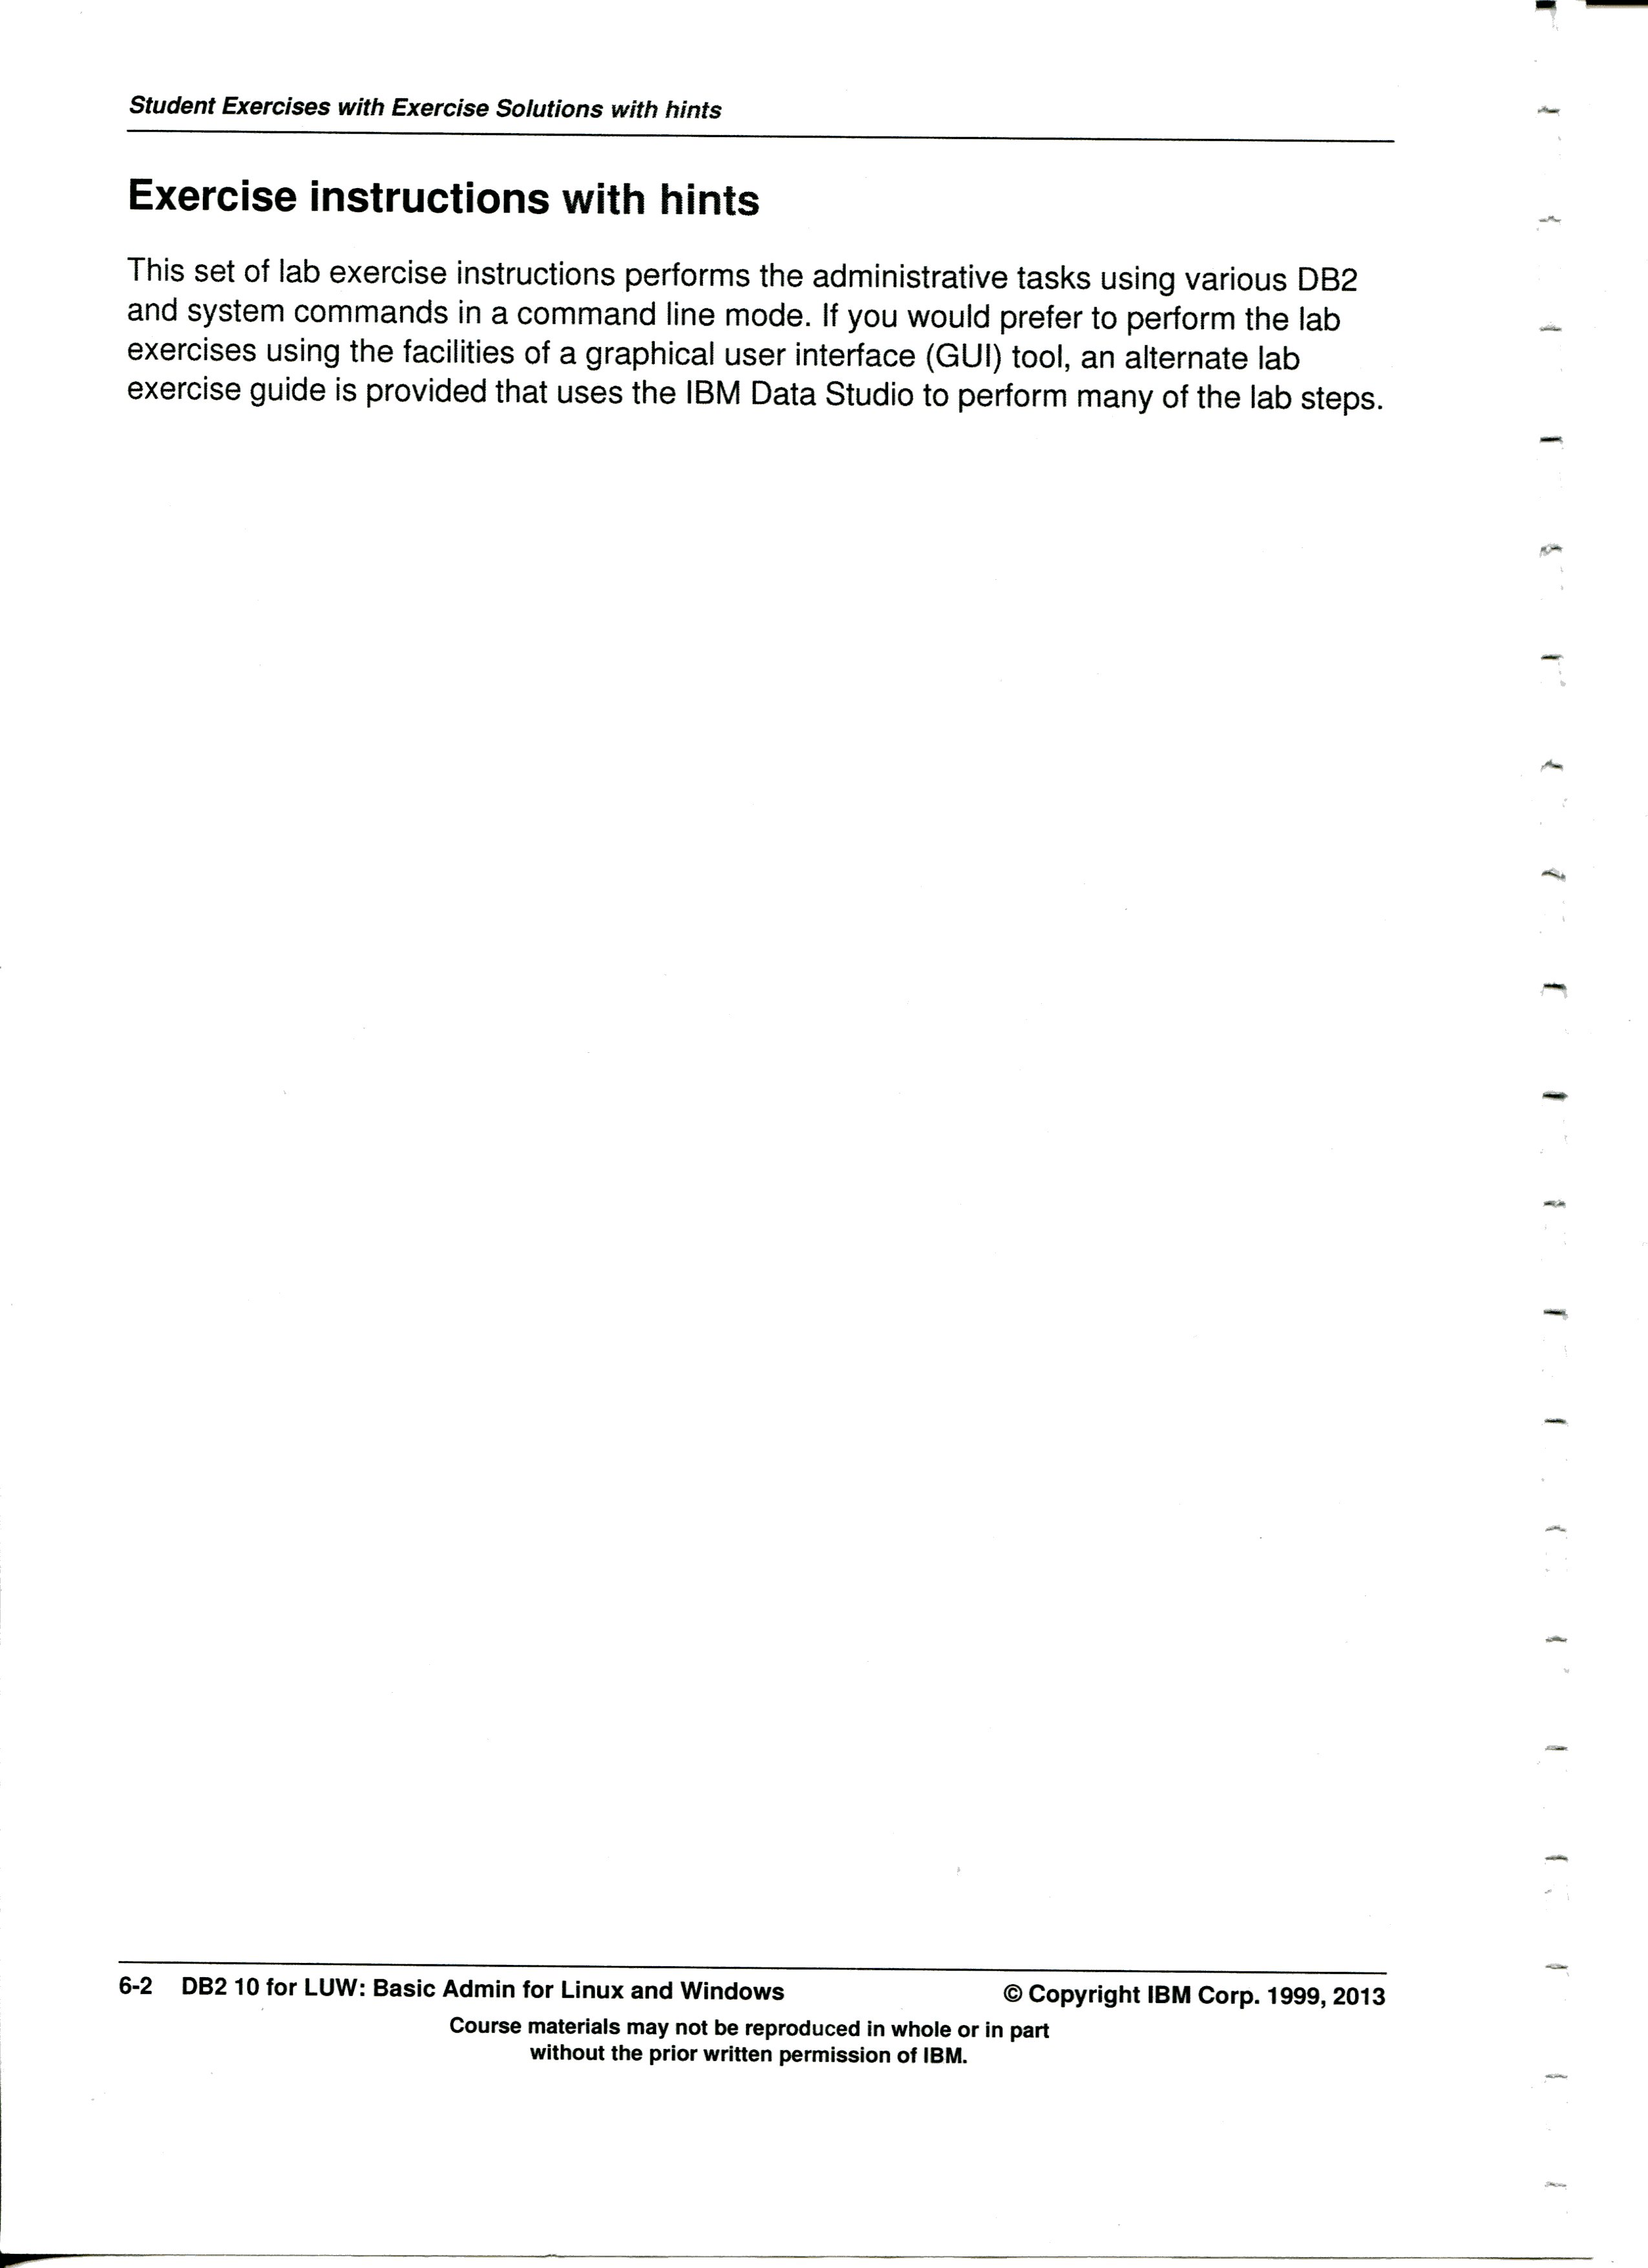 Student Exercises with Exercise Solutions with hints
Exercise instructions with hints
This set of lab exercise instructions performs the administrative tasks using various DB2
and system commands in a command line mode. If you would prefer to perform the lab
exercises using the facilities of a graphical user interface (GUI) tool, an alternate lab
exercise guide is provided that uses the IBM Data Studio to perform many of the lab steps.
6-2 DB2 10 for LUW: Basic Admin for Linux and Windows © Copyright IBM Corp. 1999, 2013
Course materials may not be reproduced in whole or in part
without the prior written permission of IBM.